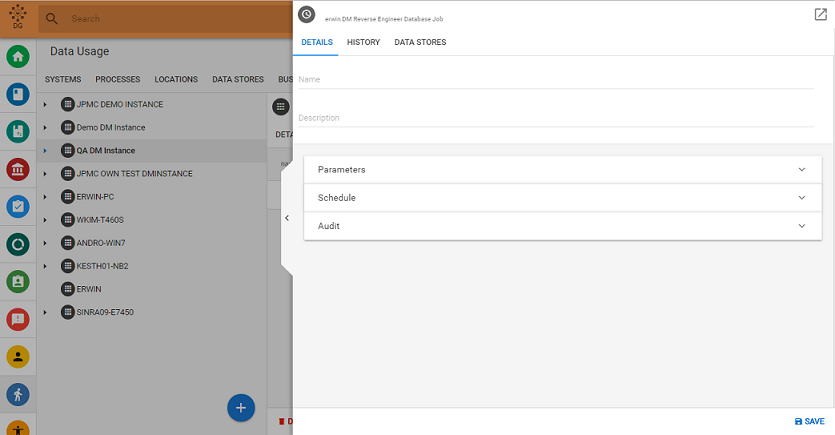 DG
Search
Data Usage
SYSTEMS PROCESSES LOCATIONS DATA STORES BUS
JPMC DEMO INSTANCE
Demo DM Instance
QA DM Instance
JPMC OWN TEST DMINSTANCE
ERWIN-PC
WKIM-T460S
ANDRO-WIN7
KESTH01-NB2
ERWIN
SINRA09-E7450
DETA
D
erwin DM Reverse Engineer Database Job
DETAILS HISTORY DATA STORES
Name
Description
Parameters
Schedule
Audit
SAVE